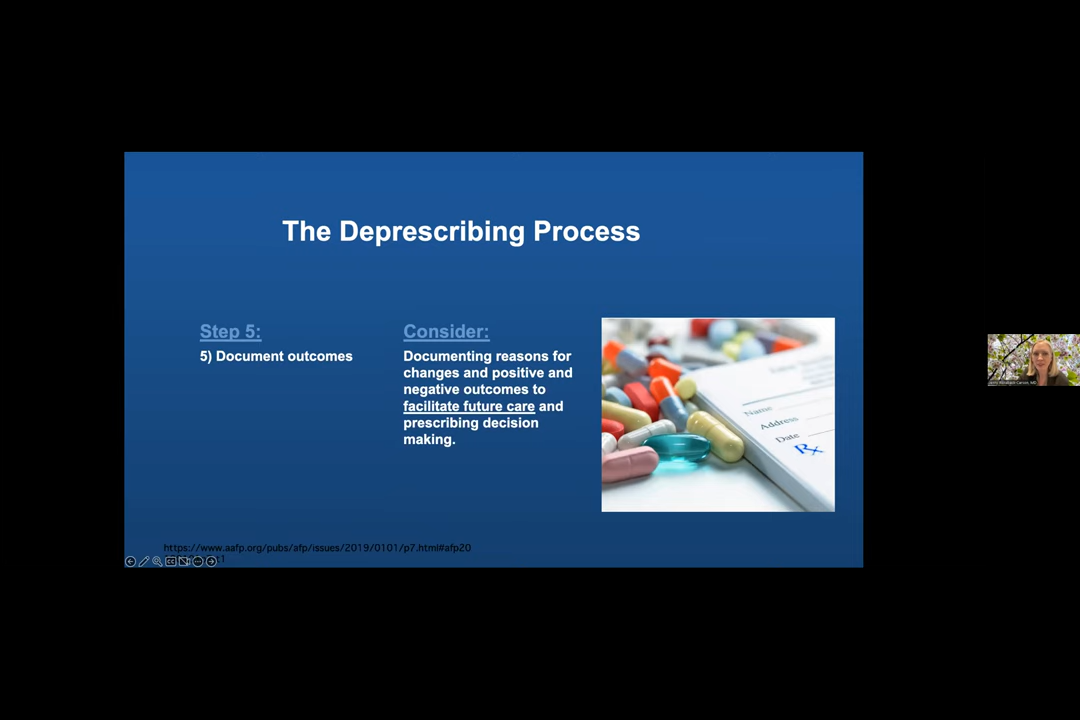 The Deprescribing Process
Step 5:
5) Document outcomes
Consider:
Documenting reasons for
changes and positive and
negative outcomes to
facilitate future care and
prescribing decision
making.
Name
Address
Date
Rx
https://www.aafp.org/pubs/afp/issues/2019/0101/p7.html#afp20